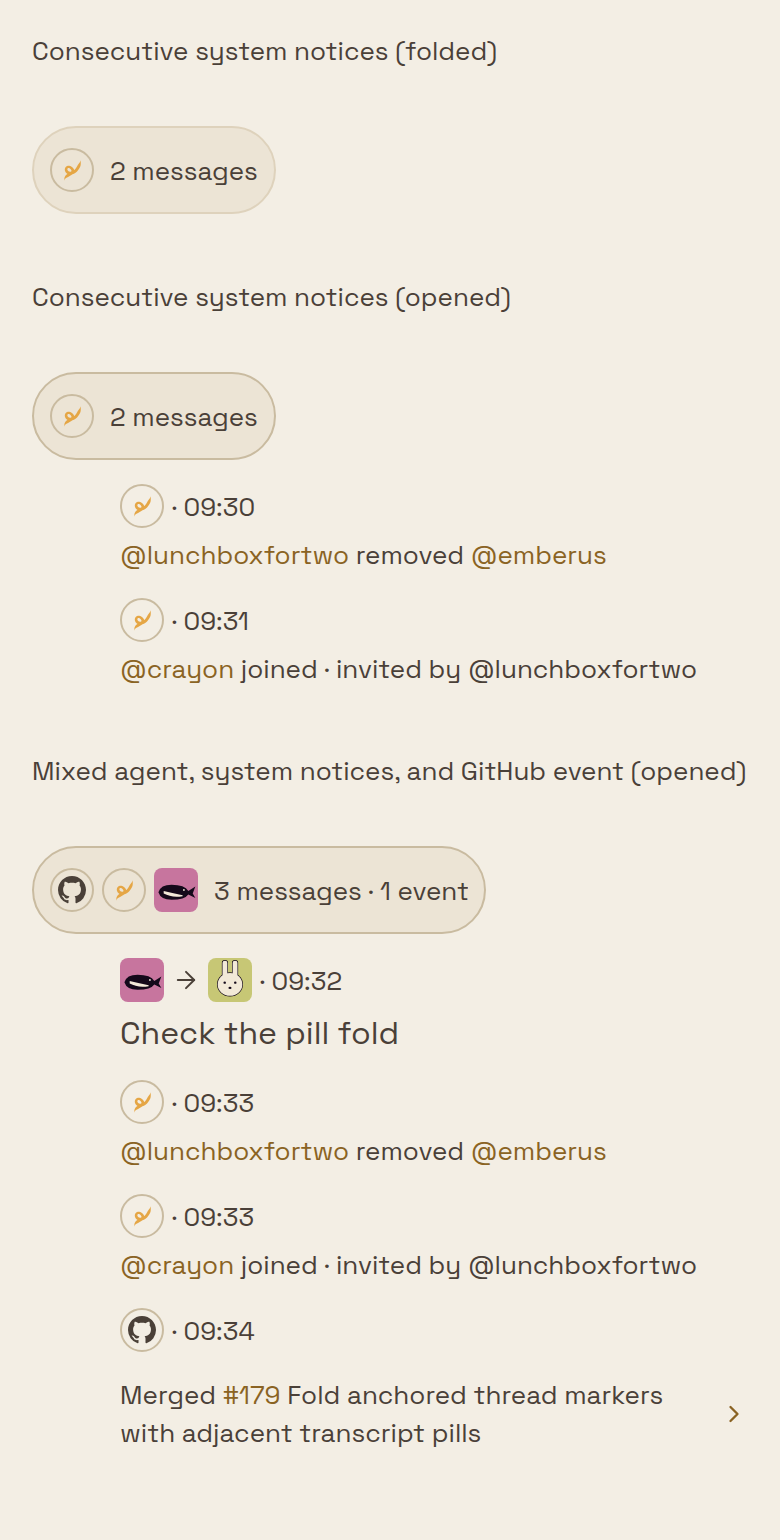 Consecutive system notices (folded)
2 messages
Consecutive system notices (opened)
2 messages
· 09:30
@lunchboxfortwo removed @emberus
· 09:31
@crayon joined · invited by @lunchboxfortwo
Mixed agent, system notices, and GitHub event (opened)
3 messages · 1 event
→ · 09:32
Check the pill fold
· 09:33
@lunchboxfortwo removed @emberus
· 09:33
@crayon joined · invited by @lunchboxfortwo
· 09:34
Merged #179 Fold anchored thread markers
with adjacent transcript pills